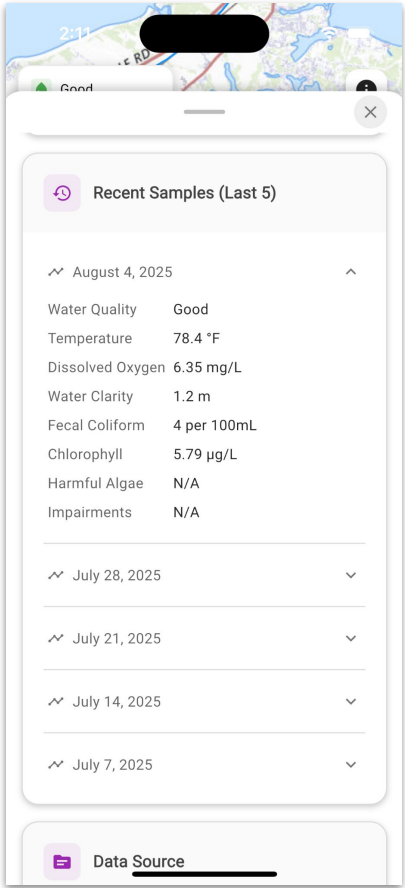 2:11
F RD
Good
Recent Samples (Last 5)
August 4, 2025
Water Quality Good
Temperature 78.4 °F
Dissolved Oxygen 6.35 mg/L
Water Clarity 1.2 m
Fecal Coliform 4 per 100mL
Chlorophyll 5.79 µg/L
Harmful Algae N/A
Impairments N/A
July 28, 2025
July 21, 2025
July 14, 2025
July 7, 2025
Data Source